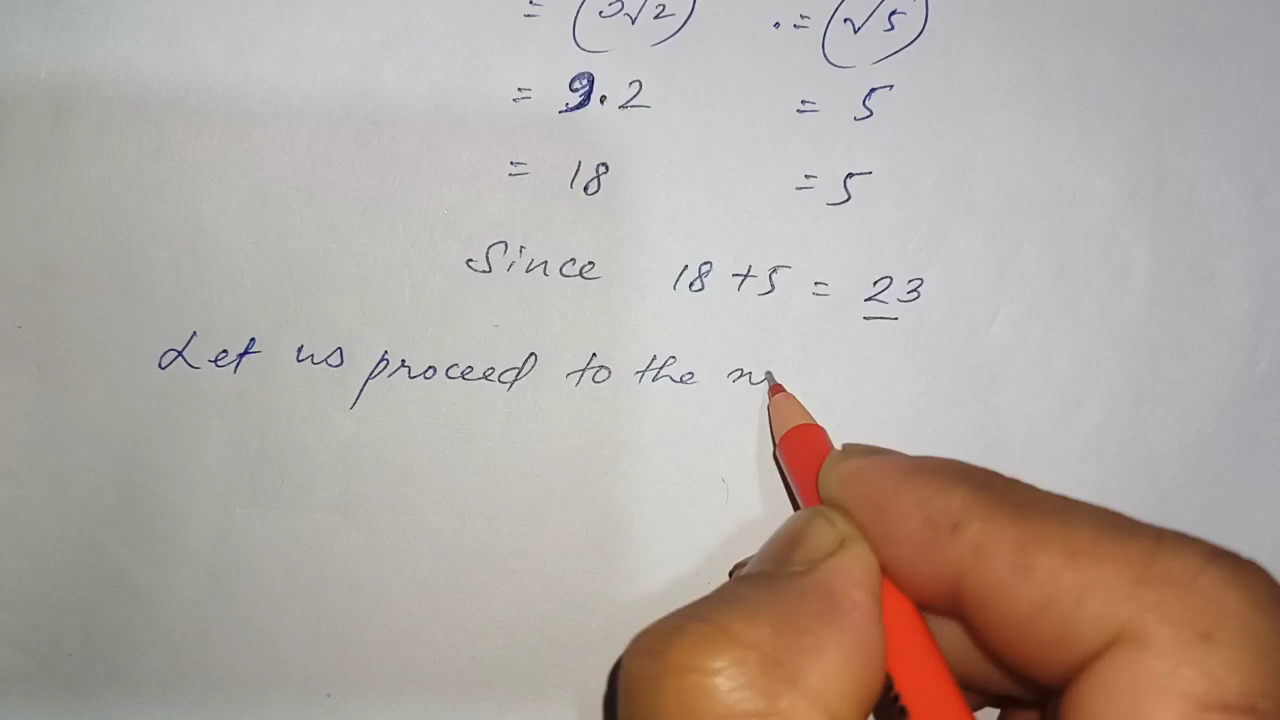 = (3√2) .= (√5)
= 9.2 = 5
= 18 = 5
Since 18 + 5 = 23
Let us proceed to the